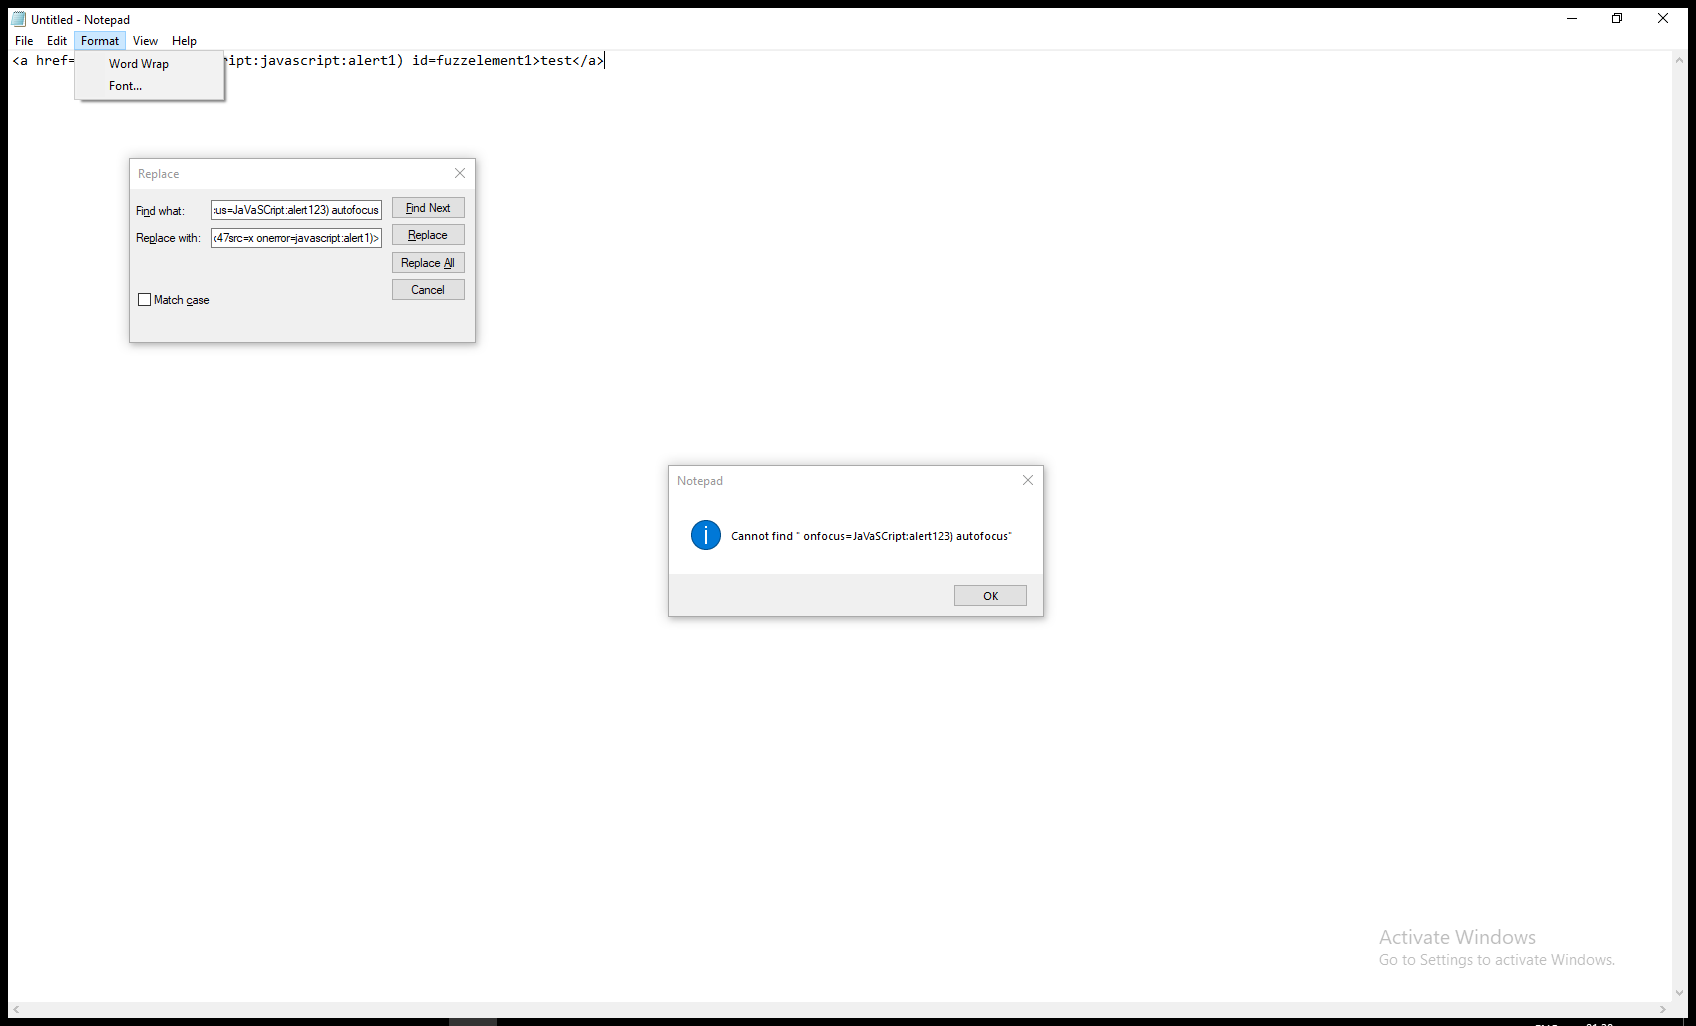 Untitled - Notepad
File Edit Format View Help
<a href= ipt:javascript:alert1) id=fuzzelement1>test</a>
Word Wrap
Font...
Replace
Find what: us=JaVaSCript:alert123) autofocus Find Next
Replace with: 47src=x onerror=javascript:alert1)> Replace
Replace All
Cancel
Match case
Notepad
Cannot find " onfocus=JaVaSCript:alert123) autofocus"
OK
Activate Windows
Go to Settings to activate Windows.